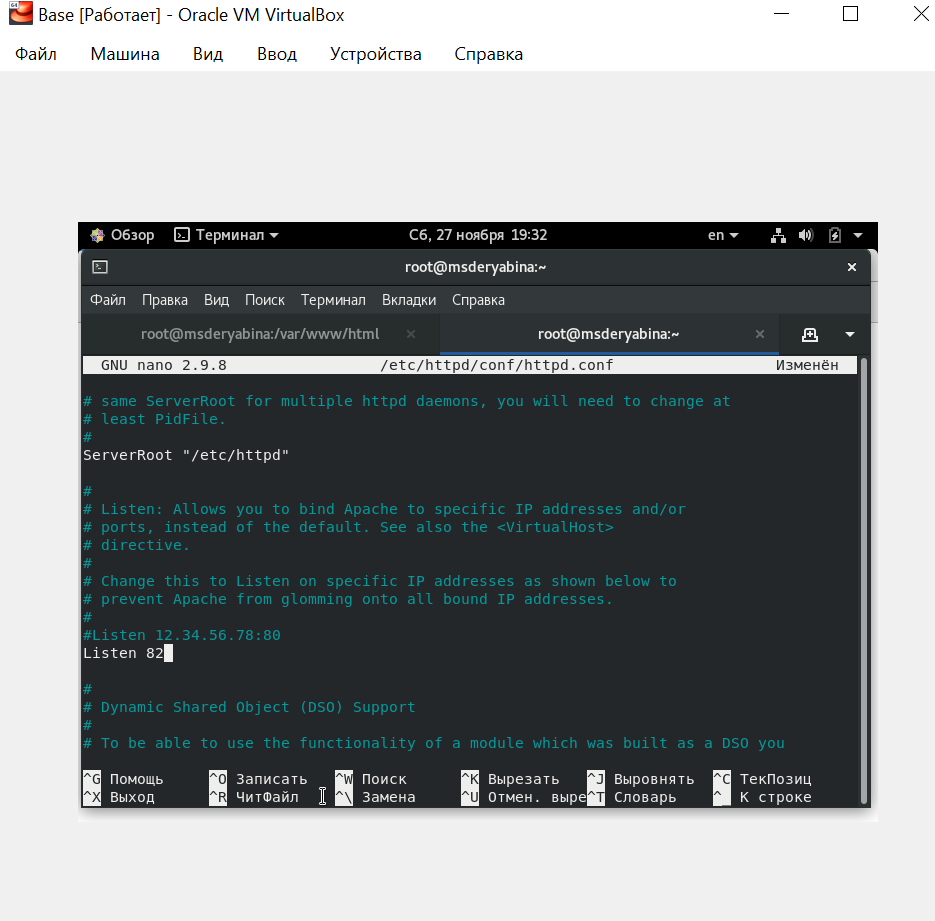 Base [Работает] - Oracle VM VirtualBox
Файл Машина Вид Ввод Устройства Справка
Обзор Терминал Сб, 27 ноября 19:32 en
root@msderyabina:~
Файл Правка Вид Поиск Терминал Вкладки Справка
root@msderyabina:/var/www/html root@msderyabina:~
GNU nano 2.9.8 /etc/httpd/conf/httpd.conf Изменён
# same ServerRoot for multiple httpd daemons, you will need to change at
# least PidFile.
#
ServerRoot "/etc/httpd"
#
# Listen: Allows you to bind Apache to specific IP addresses and/or
# ports, instead of the default. See also the <VirtualHost>
# directive.
#
# Change this to Listen on specific IP addresses as shown below to
# prevent Apache from glomming onto all bound IP addresses.
#
#Listen 12.34.56.78:80
Listen 82
#
# Dynamic Shared Object (DSO) Support
#
# To be able to use the functionality of a module which was built as a DSO you
^G Помощь ^O Записать ^W Поиск ^K Вырезать ^J Выровнять ^C ТекПозиц
^X Выход ^R ЧитФайл ^\ Замена ^U Отмен. выре ^T Словарь ^_ К строке